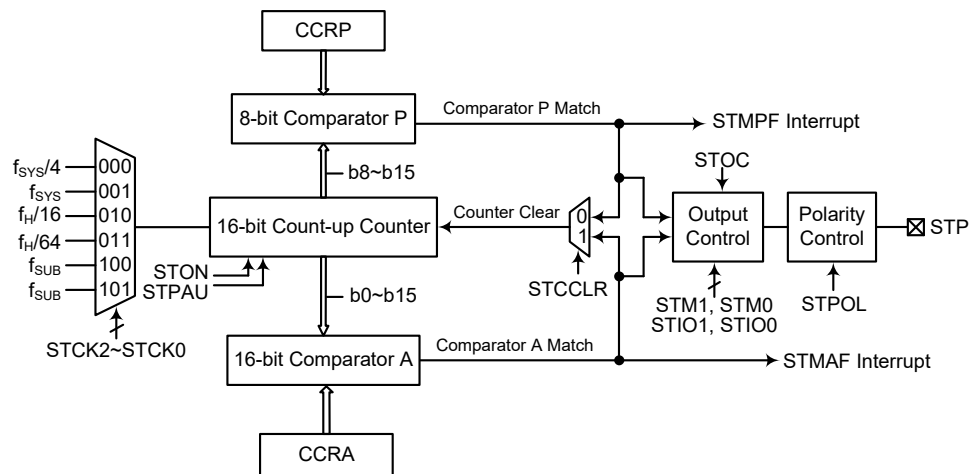 CCRP
8-bit Comparator P
Comparator P Match
STMPF Interrupt
b8~b15
STOC
fSYS/4
000
fSYS
001
fH/16
010
fH/64
011
fSUB
100
fSUB
101
16-bit Count-up Counter
Counter Clear
0
1
Output
Control
Polarity
Control
STP
STON
STPAU
STCCLR
STM1, STM0
STIO1, STIO0
STPOL
b0~b15
STCK2~STCK0
16-bit Comparator A
Comparator A Match
STMAF Interrupt
CCRA